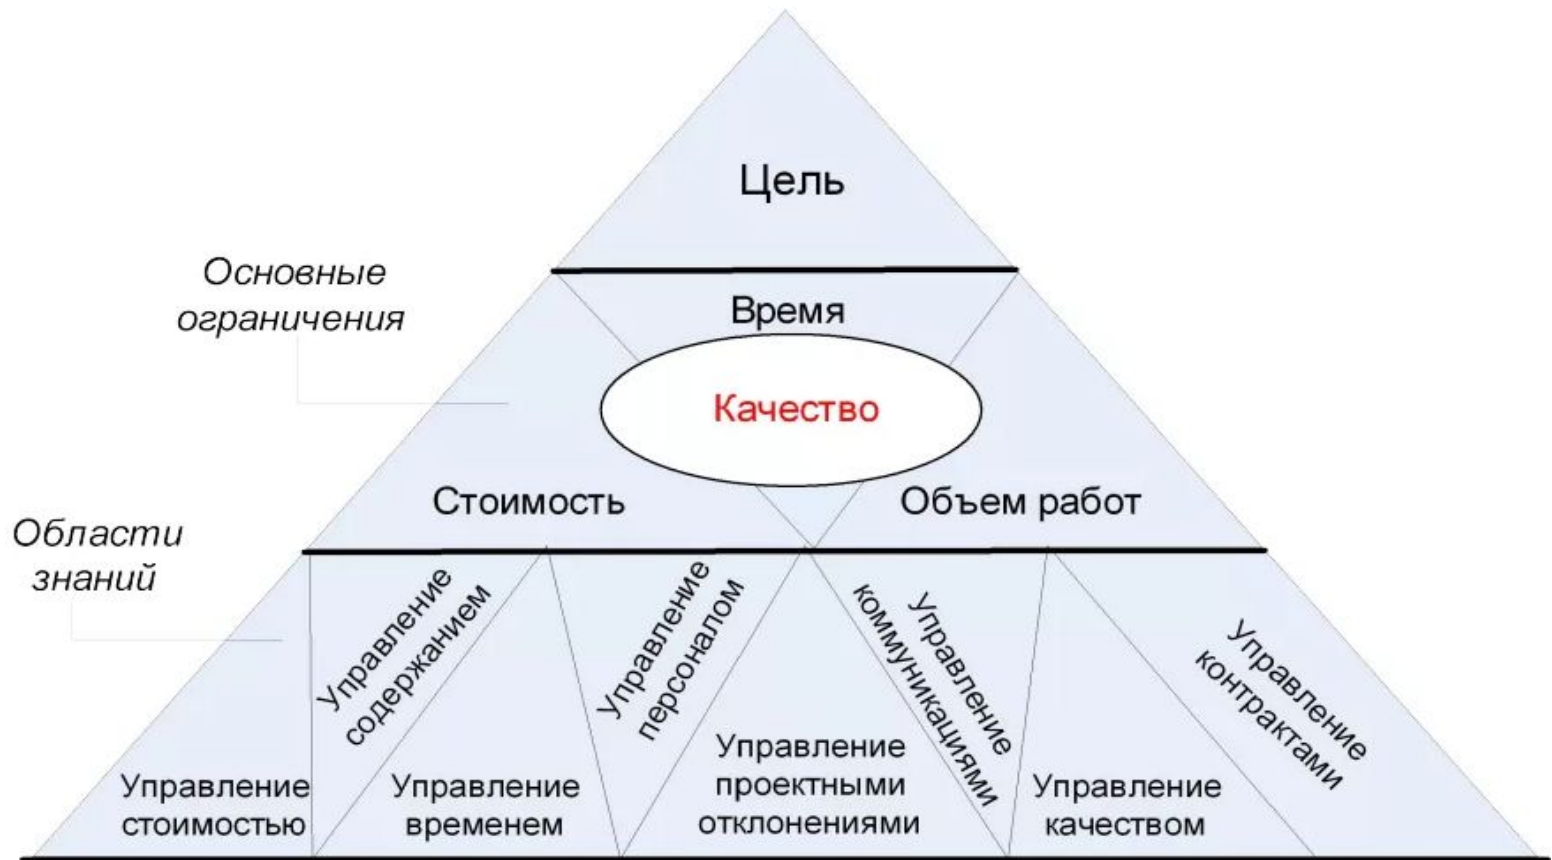 Цель
Основные
ограничения
Время
Качество
Стоимость
Объем работ
Области
знаний
Управление
стоимостью
Управление
содержанием
Управление
временем
Управление
персоналом
Управление
проектными
отклонениями
Управление
коммуникациями
Управление
качеством
Управление
контрактами